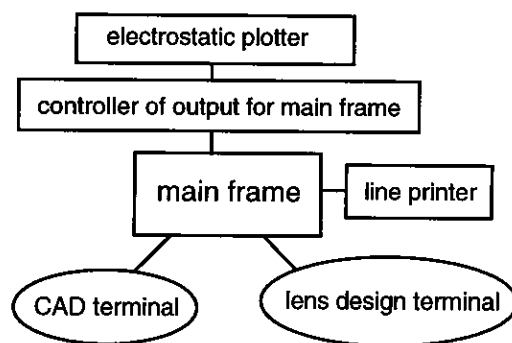 electrostatic plotter
controller of output for main frame
main frame
line printer
CAD terminal
lens design terminal